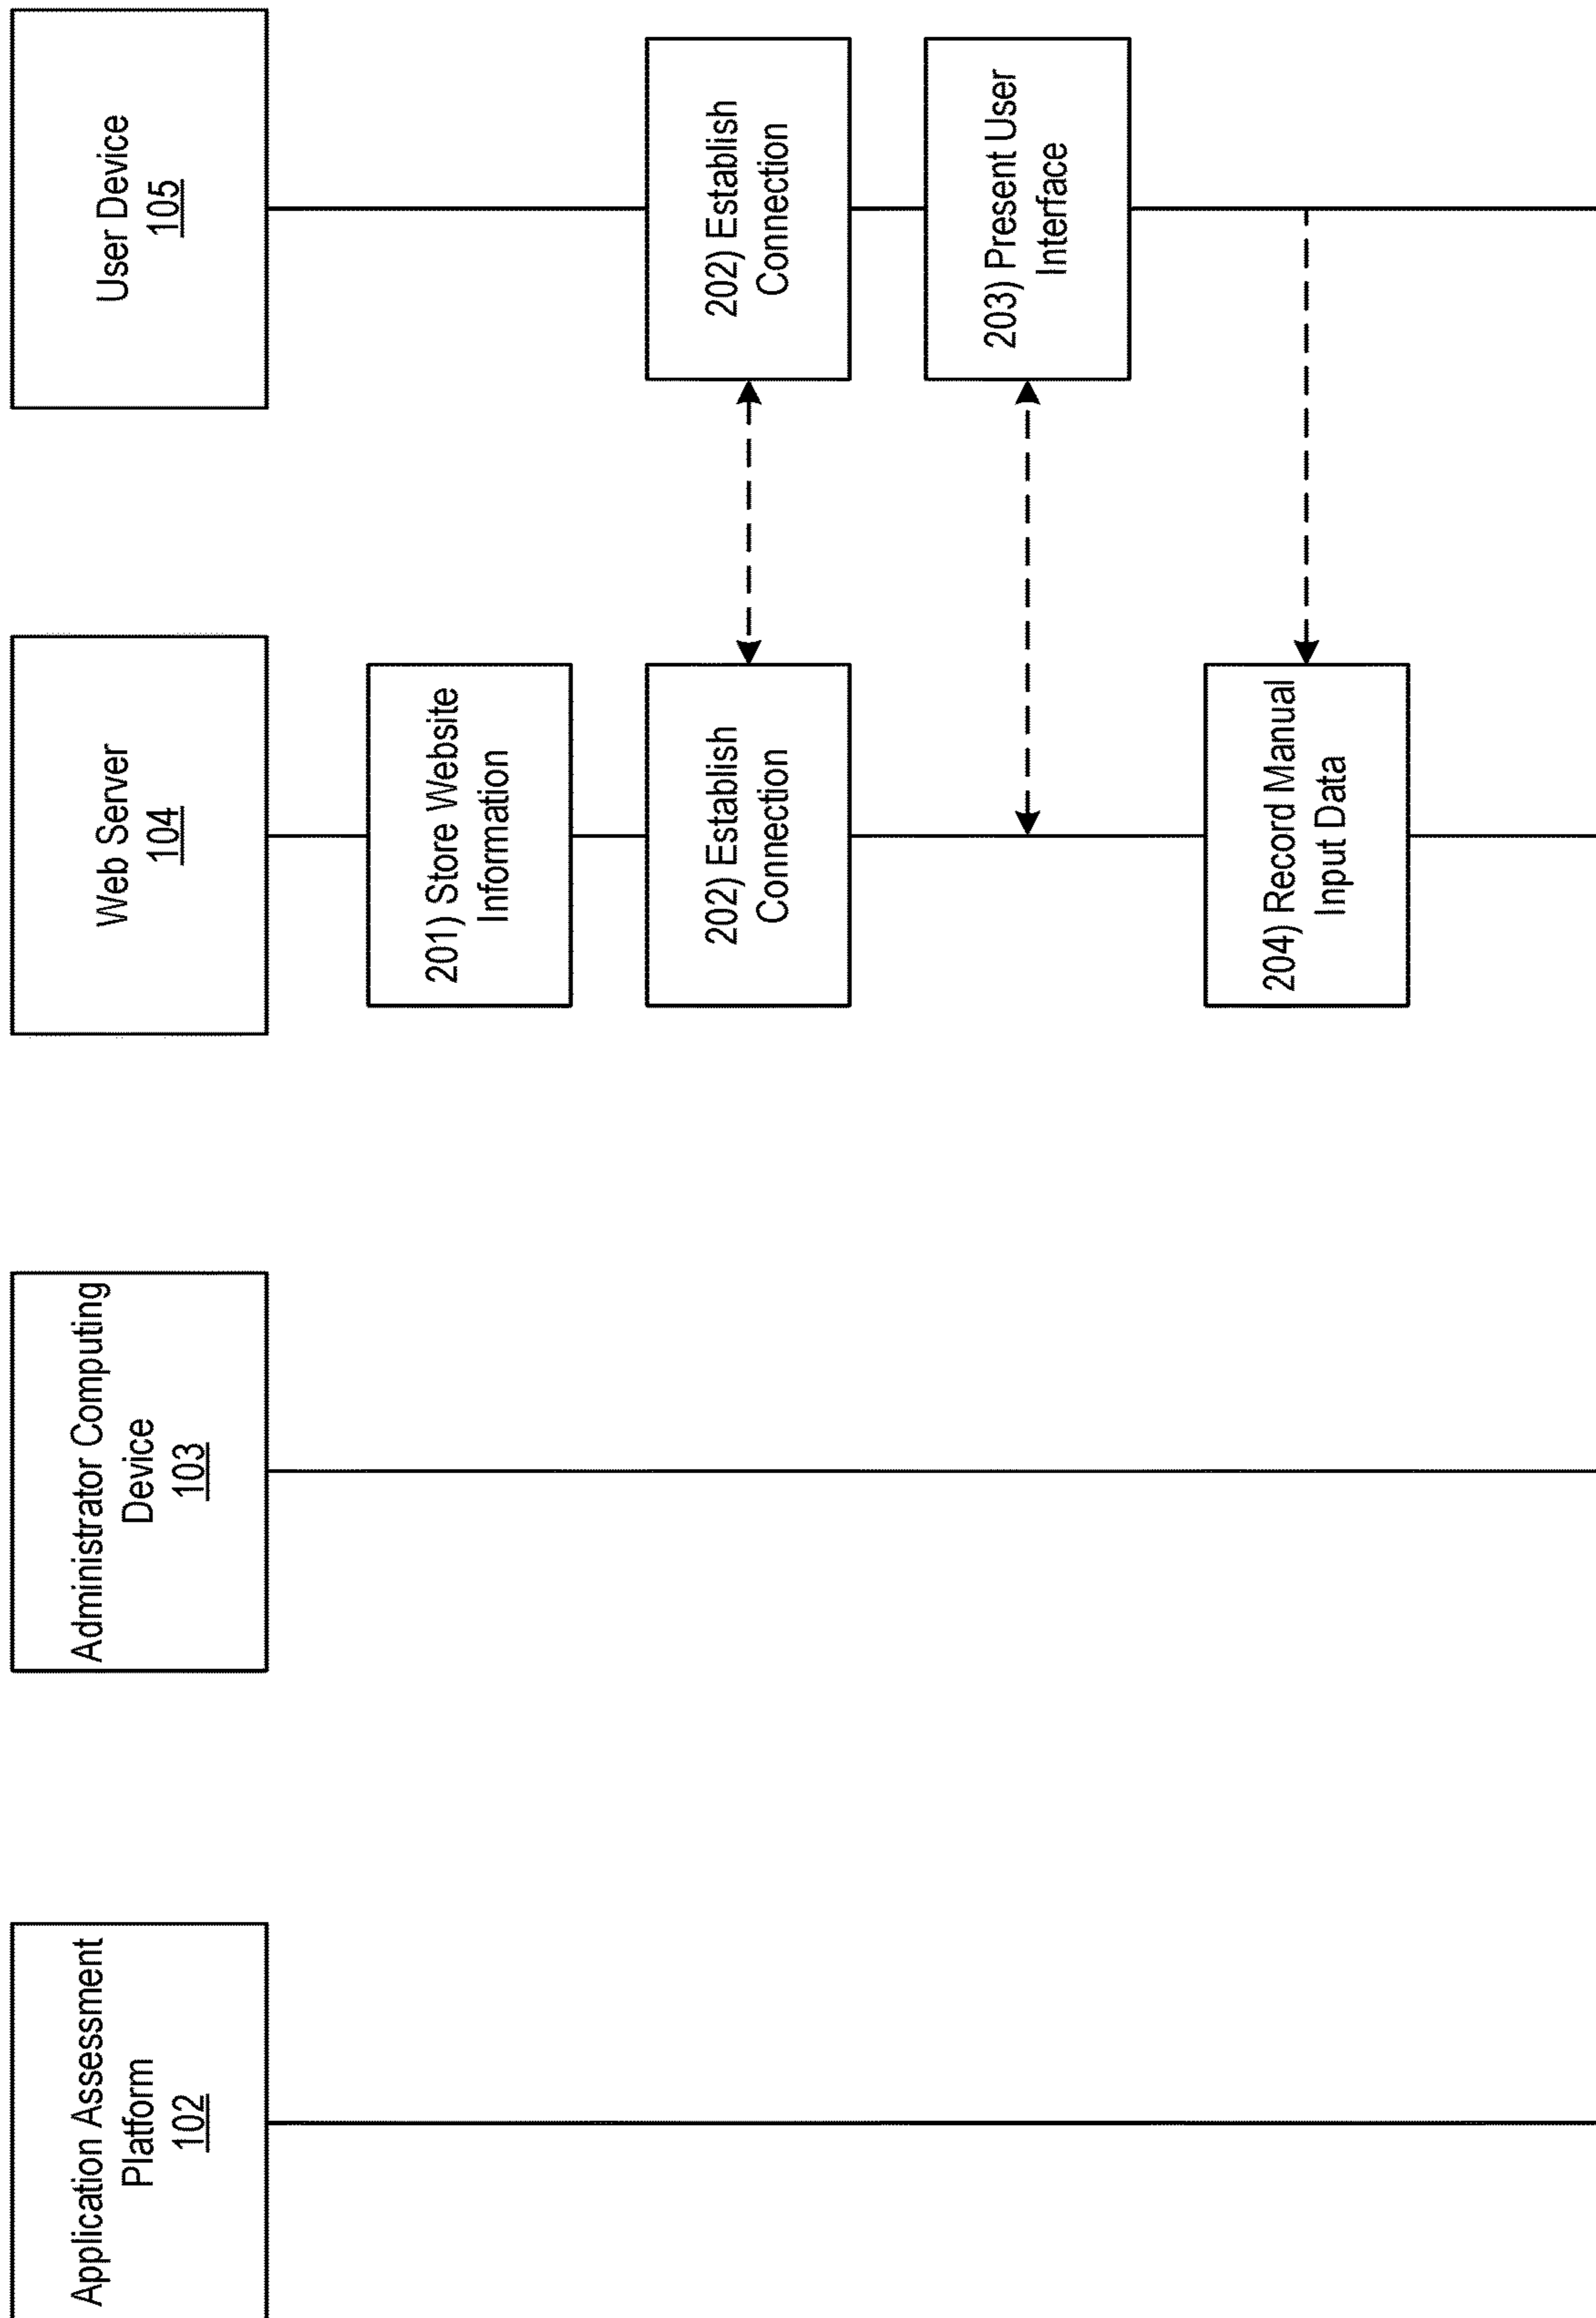 Application Assessment
Platform
102
Administrator Computing
Device
103
Web Server
104
User Device
105
201) Store Website
Information
202) Establish
Connection
202) Establish
Connection
203) Present User
Interface
204) Record Manual
Input Data